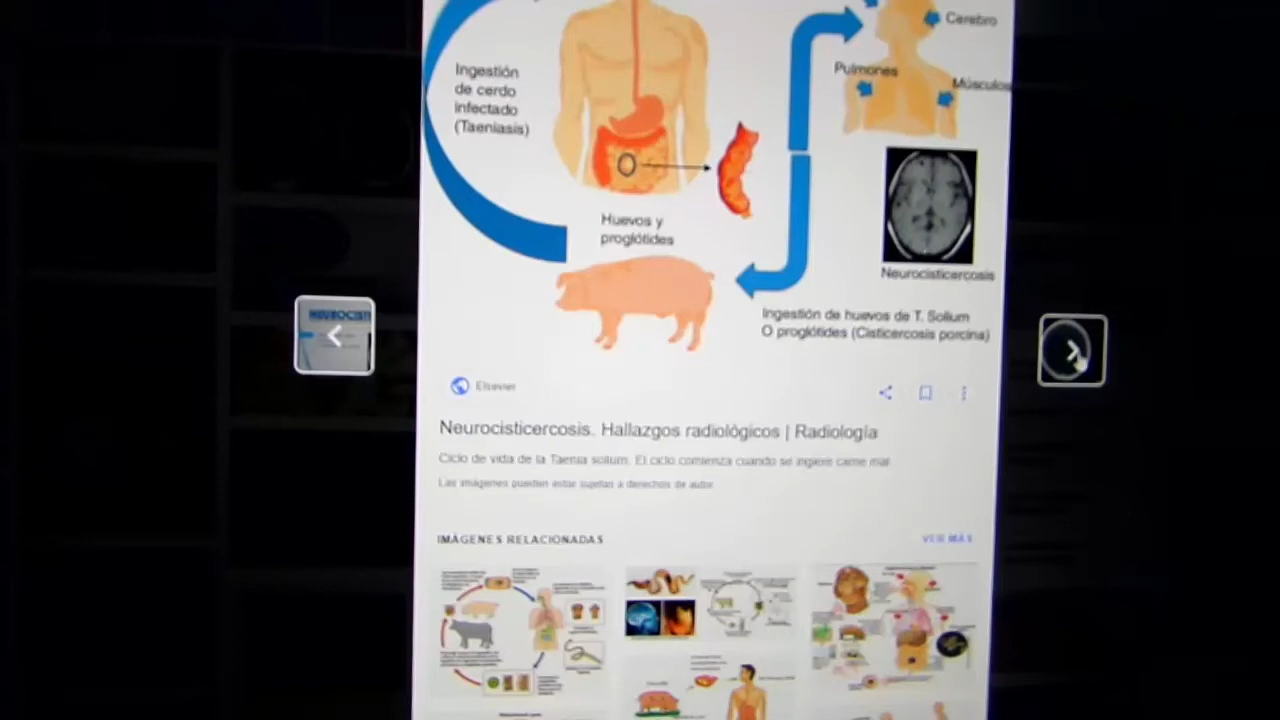 Cerebro
Ingestión
de cerdo
infectado
(Taeniasis)
Pulmones
Músculos
Huevos y
proglótides
Neurocisticercosis
Ingestión de huevos de T. Solium
O proglótides (Cisticercosis porcina)
NEUROCISTI
Elsevier
Neurocisticercosis. Hallazgos radiológicos | Radiología
Ciclo de vida de la Taenia solium. El ciclo comienza cuando se ingiere carne mal
Las imágenes pueden estar sujetas a derechos de autor.
IMÁGENES RELACIONADAS
VER MÁS